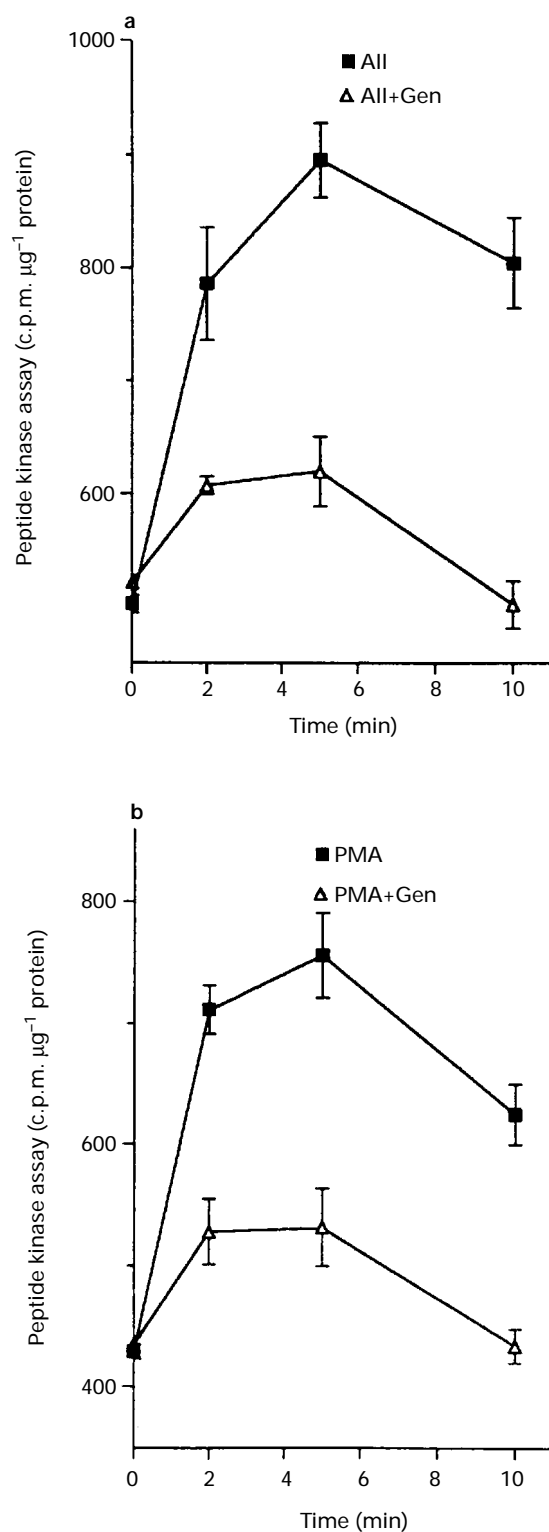 a
1000
800
600
Peptide kinase assay (c.p.m. µg⁻¹ protein)
AII
AII+Gen
0 2 4 6 8 10
Time (min)
b
800
600
400
Peptide kinase assay (c.p.m. µg⁻¹ protein)
PMA
PMA+Gen
0 2 4 6 8 10
Time (min)